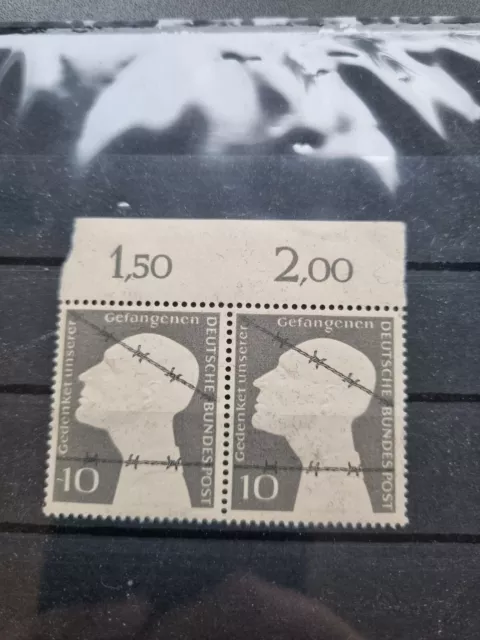 1,50 2,00
Gedenket unserer Gefangenen
DEUTSCHE BUNDESPOST
10
Gedenket unserer Gefangenen
DEUTSCHE BUNDESPOST
10